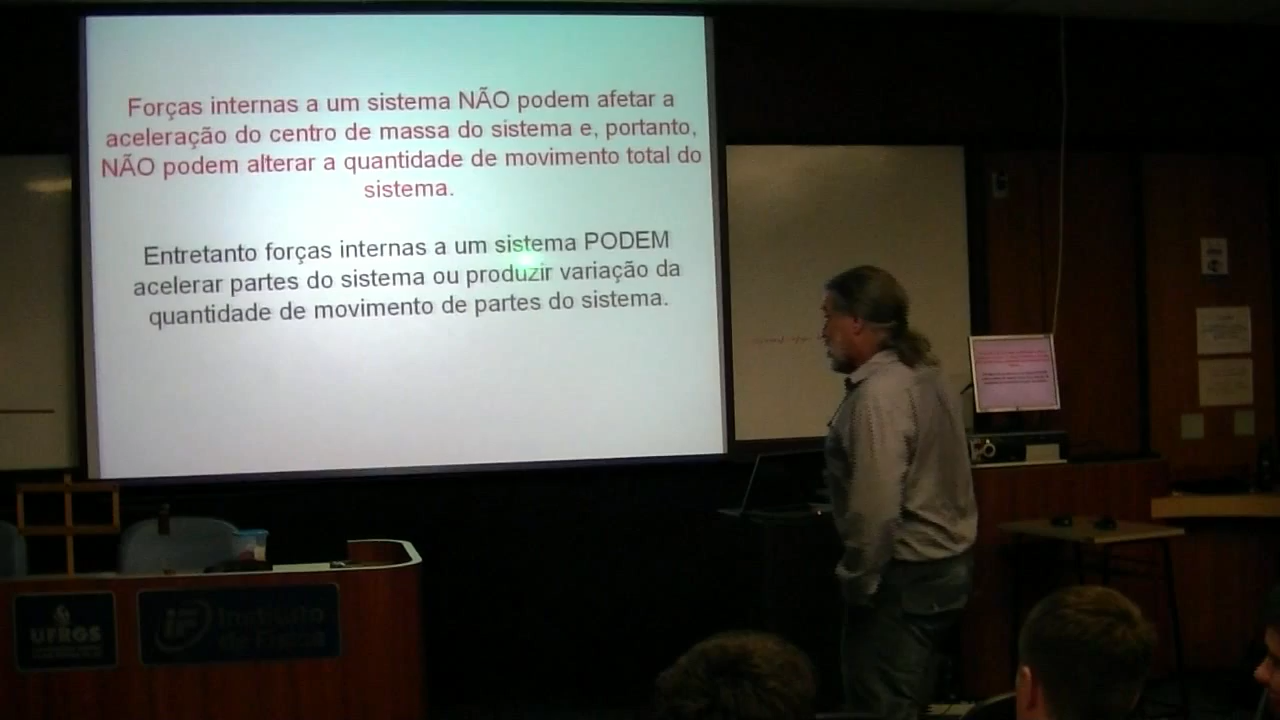 Forças internas a um sistema NÃO podem afetar a
aceleração do centro de massa do sistema e, portanto,
NÃO podem alterar a quantidade de movimento total do
sistema.
Entretanto forças internas a um sistema PODEM
acelerar partes do sistema ou produzir variação da
quantidade de movimento de partes do sistema.
UFRGS
iF Instituto
de Física